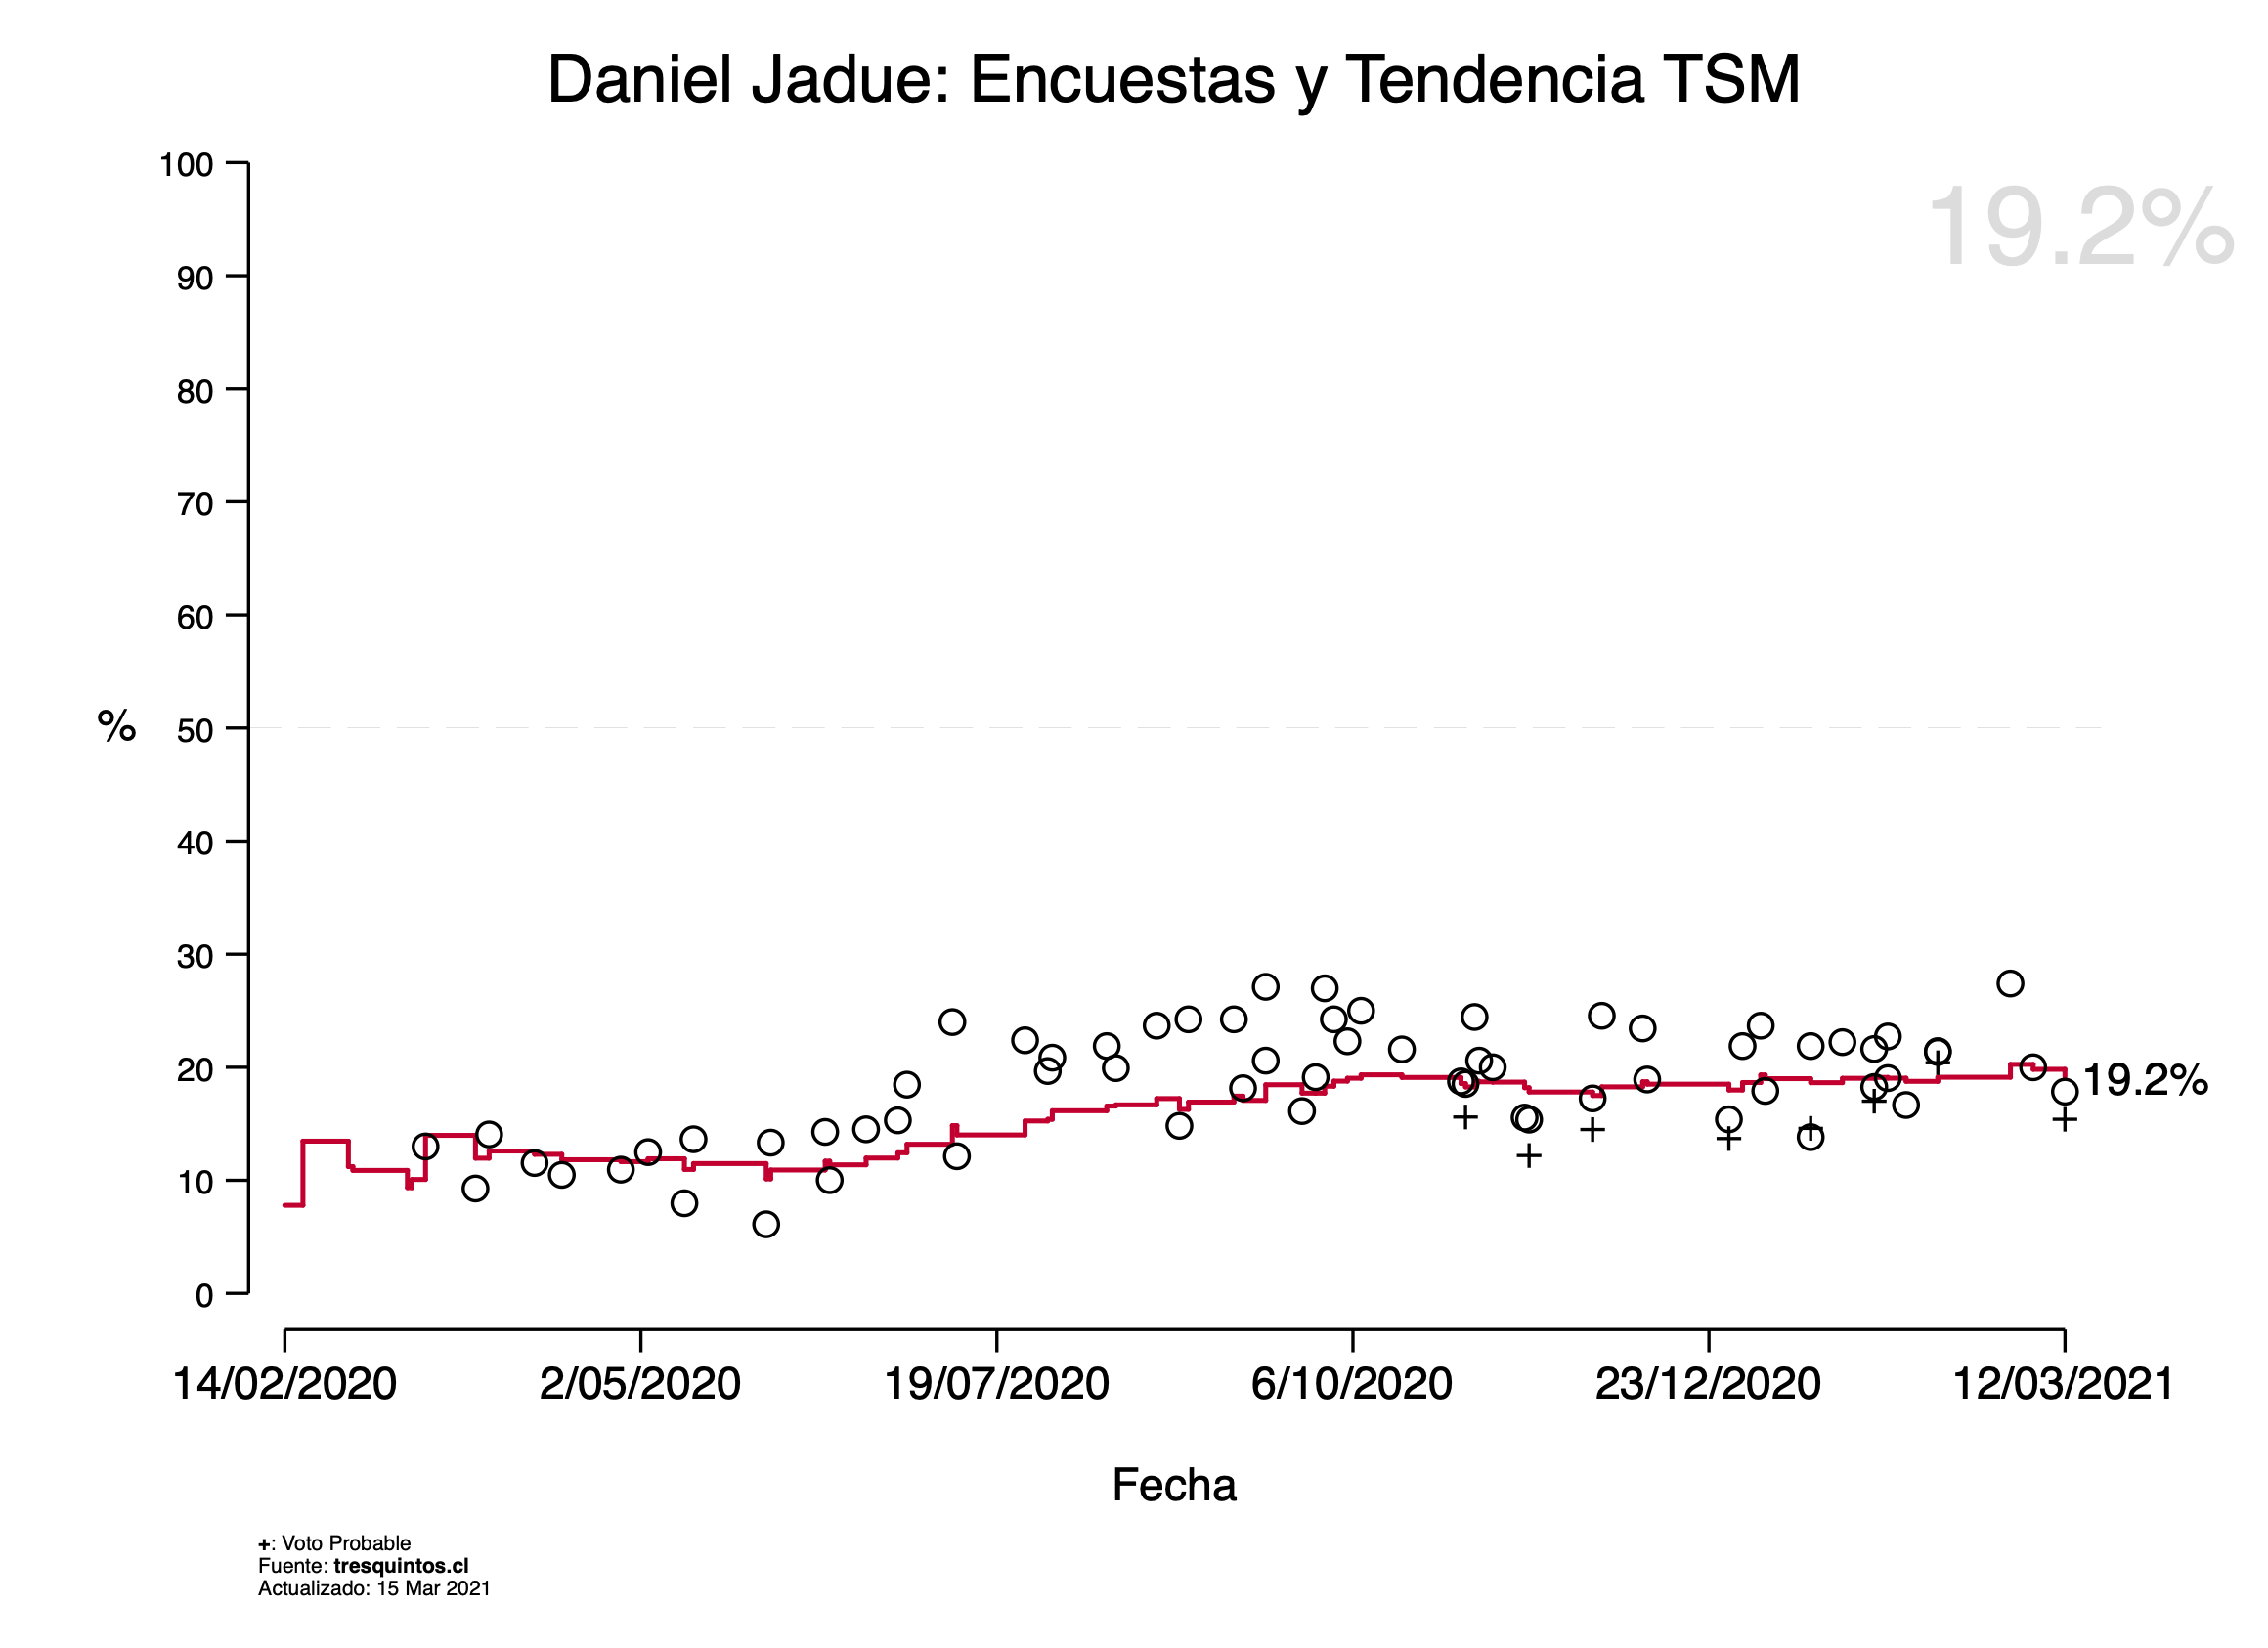 Daniel Jadue: Encuestas y Tendencia TSM
100
19.2%
90
80
70
60
% 50
40
30
20
19.2%
10
0
14/02/2020 2/05/2020 19/07/2020 6/10/2020 23/12/2020 12/03/2021
Fecha
+: Voto Probable
Fuente: tresquintos.cl
Actualizado: 15 Mar 2021